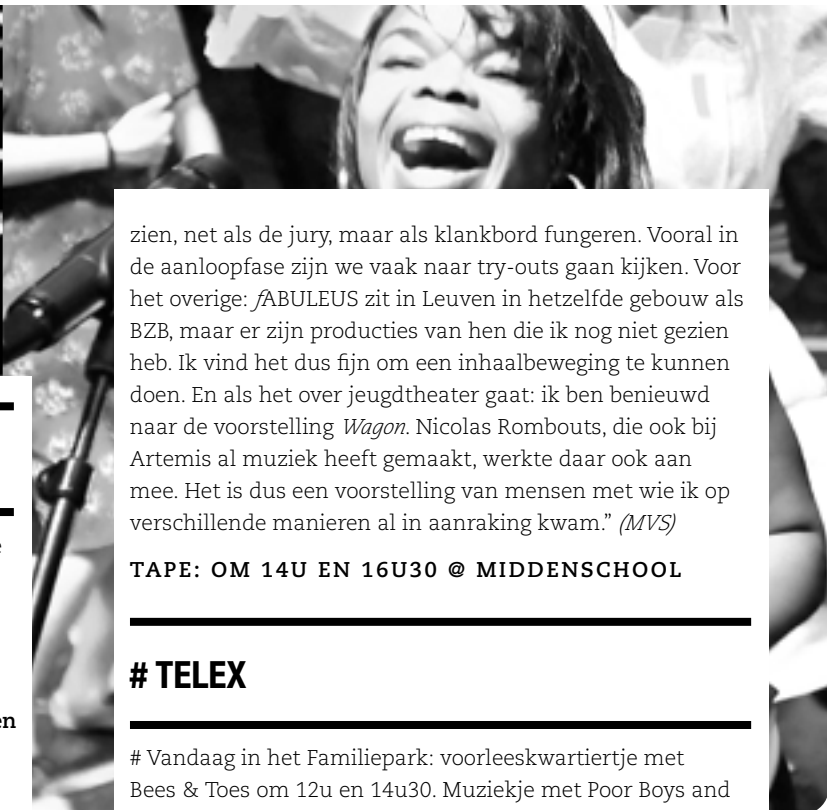 zien, net als de jury, maar als klankbord fungeren. Vooral in
de aanloopfase zijn we vaak naar try-outs gaan kijken. Voor
het overige: fABULEUS zit in Leuven in hetzelfde gebouw als
BZB, maar er zijn producties van hen die ik nog niet gezien
heb. Ik vind het dus fijn om een inhaalbeweging te kunnen
doen. En als het over jeugdtheater gaat: ik ben benieuwd
naar de voorstelling Wagon. Nicolas Rombouts, die ook bij
Artemis al muziek heeft gemaakt, werkte daar ook aan
mee. Het is dus een voorstelling van mensen met wie ik op
verschillende manieren al in aanraking kwam.” (MVS)
TAPE: OM 14U EN 16U30 @ MIDDENSCHOOL
# TELEX
# Vandaag in het Familiepark: voorleeskwartiertje met
Bees & Toes om 12u en 14u30. Muziekje met Poor Boys and